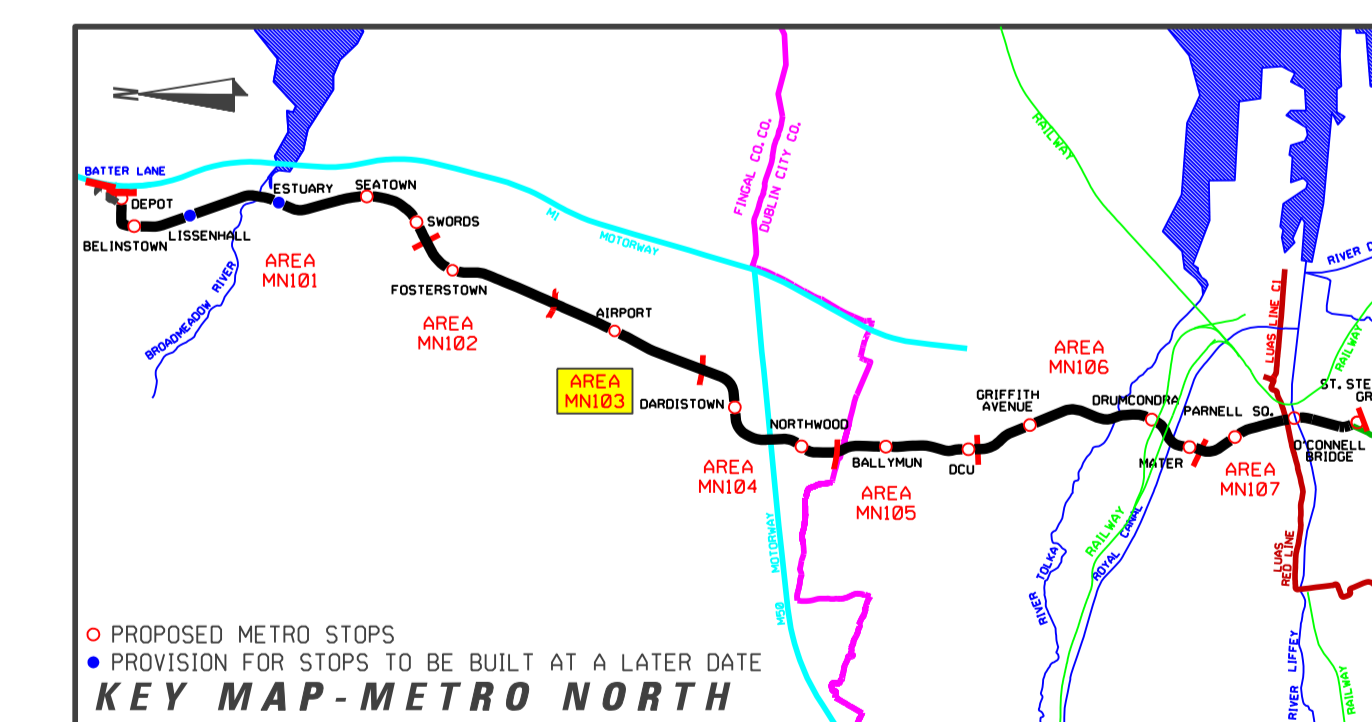 N
BATTER LANE
DEPOT
BELINSTOWN
LISSENHALL
ESTUARY
SEATOWN
SWORDS
BROADMEADOW RIVER
AREA
MN101
FOSTERSTOWN
AREA
MN102
M1
MOTORWAY
AIRPORT
AREA
MN103
DARDISTOWN
FINGAL CO.CO.
DUBLIN CITY CO.
NORTHWOOD
AREA
MN104
MOTORWAY
M50
BALLYMUN
AREA
MN105
DCU
GRIFFITH
AVENUE
AREA
MN106
RAILWAY
DRUMCONDRA
MATER
PARNELL SQ.
AREA
MN107
RIVER TOLKA
RAILWAY
ROYAL CANAL
LUAS LINE C1
RIVER D
RAILWAY
ST. STE
GR
O'CONNELL
BRIDGE
LUAS
RED LINE
RIVER LIFFEY
RAILWAY
PROPOSED METRO STOPS
PROVISION FOR STOPS TO BE BUILT AT A LATER DATE
KEY MAP-METRO NORTH